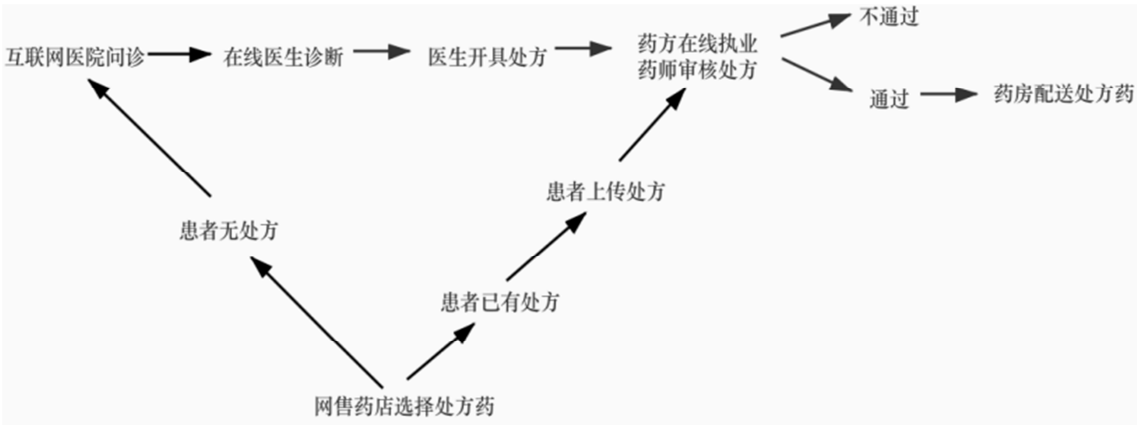 不通过
互联网医院问诊
在线医生诊断
医生开具处方
药方在线执业
药师审核处方
通过
药房配送处方药
患者上传处方
患者无处方
患者已有处方
网售药店选择处方药